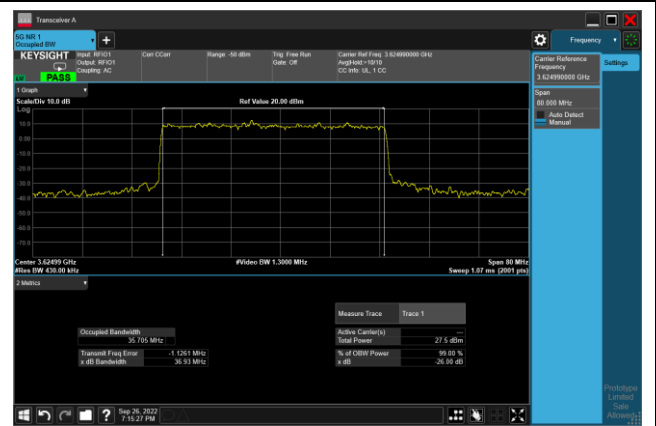 Transceiver A
5G NR 1
Occupied BW
Frequency
KEYSIGHT
Input: RFIO1
Output: RFIO1
Coupling: AC
Corr CCorr
Range: -50 dBm
Trig: Free Run
Gate: Off
Carrier Ref Freq: 3.624990000 GHz
Avg|Hold:>10/10
CC Info: UL, 1 CC
PASS
Carrier Reference
Frequency
3.624990000 GHz
Settings
Span
80.000 MHz
Auto Detect
Manual
1 Graph
Scale/Div 10.0 dB
Ref Value 20.00 dBm
Log
10.0
0.00
-10.0
-20.0
-30.0
-40.0
-50.0
-60.0
-70.0
Center 3.62499 GHz
#Res BW 430.00 kHz
#Video BW 1.3000 MHz
Span 80 MHz
Sweep 1.07 ms (2001 pts)
2 Metrics
Measure Trace
Trace 1
Occupied Bandwidth
35.705 MHz
Active Carrier(s)
---
Total Power
27.5 dBm
Transmit Freq Error
-1.1261 MHz
x dB Bandwidth
36.93 MHz
% of OBW Power
99.00 %
x dB
-26.00 dB
Prototype
Limited
Sale
Allowed
Sep 26, 2022
7:15:27 PM